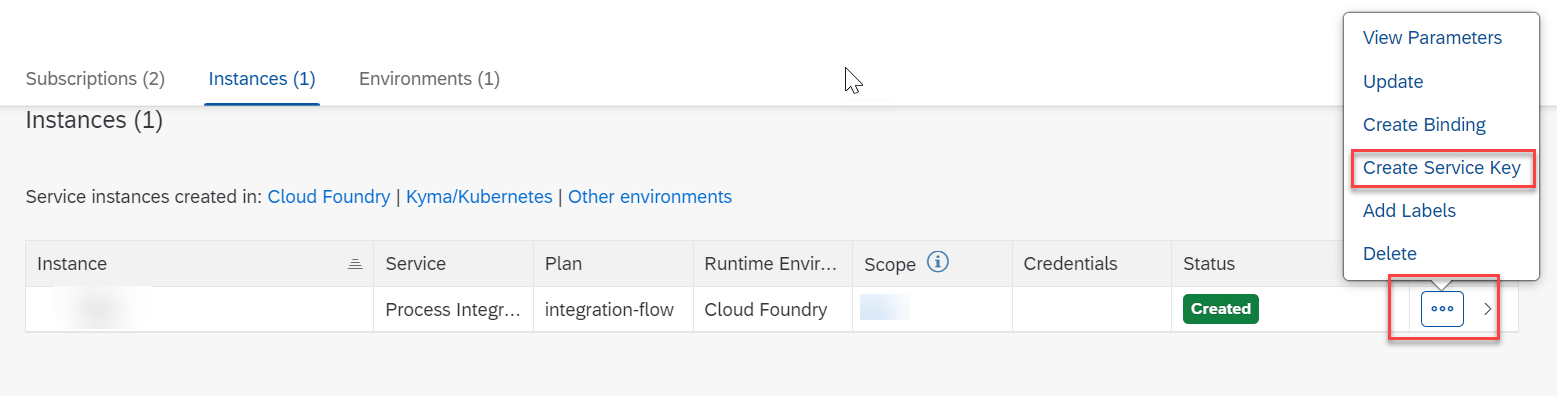 View Parameters
Update
Create Binding
Create Service Key
Add Labels
Delete
Subscriptions (2) Instances (1) Environments (1)
Instances (1)
Service instances created in: Cloud Foundry | Kyma/Kubernetes | Other environments
Instance Service Plan Runtime Envir... Scope Credentials Status
Process Integr... integration-flow Cloud Foundry Created